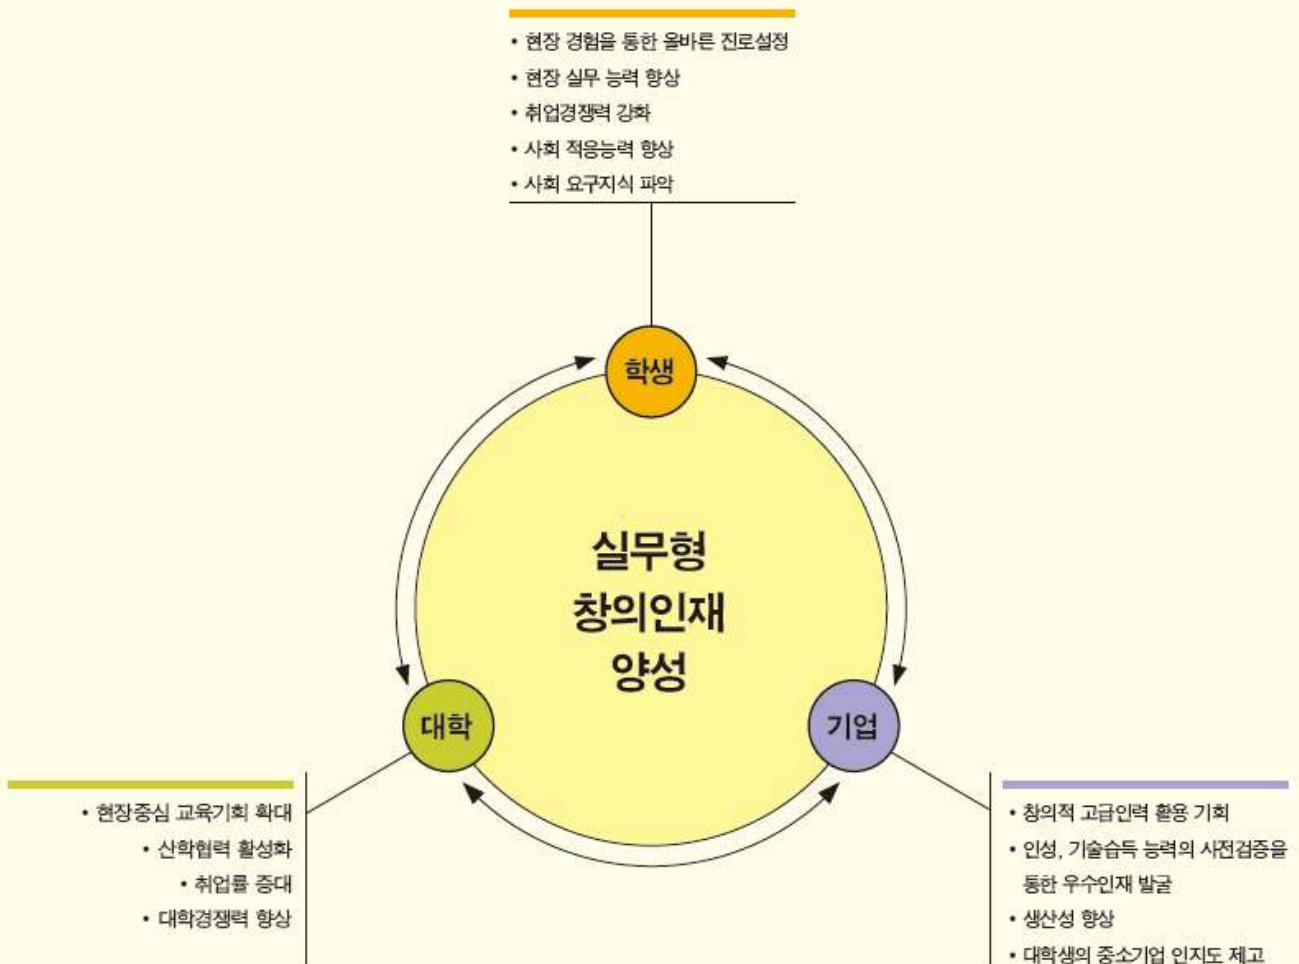 • 현장 경험을 통한 올바른 진로설정
• 현장 실무 능력 향상
• 취업경쟁력 강화
• 사회 적응능력 향상
• 사회 요구지식 파악
학생
실무형
창의인재
양성
대학
기업
• 현장중심 교육기회 확대
• 산학협력 활성화
• 취업률 증대
• 대학경쟁력 향상
• 창의적 고급인력 활용 기회
• 인성, 기술습득 능력의 사전검증을
통한 우수인재 발굴
• 생산성 향상
• 대학생의 중소기업 인지도 제고